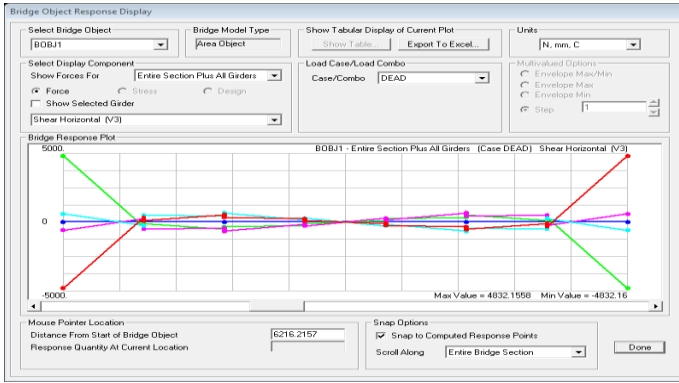 Bridge Object Response Display
Select Bridge Object
BOBJ1
Bridge Model Type
Area Object
Show Tabular Display of Current Plot
Show Table...
Export To Excel...
Units
N, mm, C
Select Display Component
Show Forces For
Entire Section Plus All Girders
Force
Stress
Design
Show Selected Girder
Shear Horizontal (V3)
Load Case/Load Combo
Case/Combo
DEAD
Multivalued Options
Envelope Max/Min
Envelope Max
Envelope Min
Step
1
Bridge Response Plot
5000.
BOBJ1 - Entire Section Plus All Girders (Case DEAD) Shear Horizontal (V3)
0
-5000.
Max Value = 4832.1558 Min Value = -4832.16
Mouse Pointer Location
Distance From Start of Bridge Object
6216.2157
Response Quantity At Current Location
Snap Options
Snap to Computed Response Points
Scroll Along
Entire Bridge Section
Done